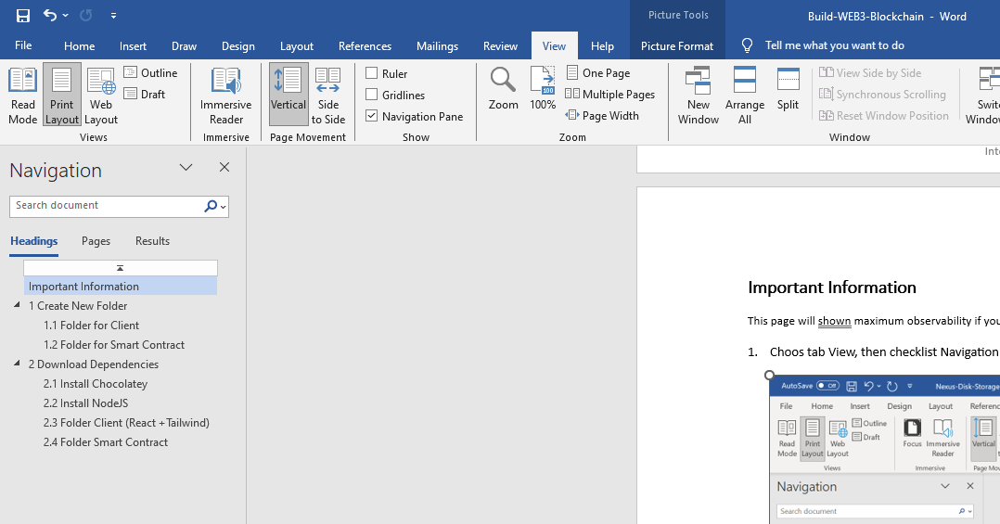 Picture Tools
Build-WEB3-Blockchain - Word
File Home Insert Draw Design Layout References Mailings Review View Help Picture Format Tell me what you want to do
Read Mode
Print Layout
Web Layout
Outline
Draft
Views
Immersive Reader
Immersive
Vertical
Side to Side
Page Movement
Ruler
Gridlines
Navigation Pane
Show
Zoom
100%
One Page
Multiple Pages
Page Width
Zoom
New Window
Arrange All
Split
View Side by Side
Synchronous Scrolling
Reset Window Position
Window
Navigation
Search document
Headings Pages Results
Important Information
1 Create New Folder
1.1 Folder for Client
1.2 Folder for Smart Contract
2 Download Dependencies
2.1 Install Chocolatey
2.2 Install NodeJS
2.3 Folder Client (React +Tailwind)
2.4 Folder Smart Contract
Important Information
This page will shown maximum observability if you
1. Choos tab View, then checklist Navigation
AutoSave Off Nexus-Disk-Storage
File Home Insert Design Layout
Read Mode
Print Layout
Web Layout
Outline
Draft
Views
Focus
Immersive Reader
Immersive
Vertical
Navigation
Search document